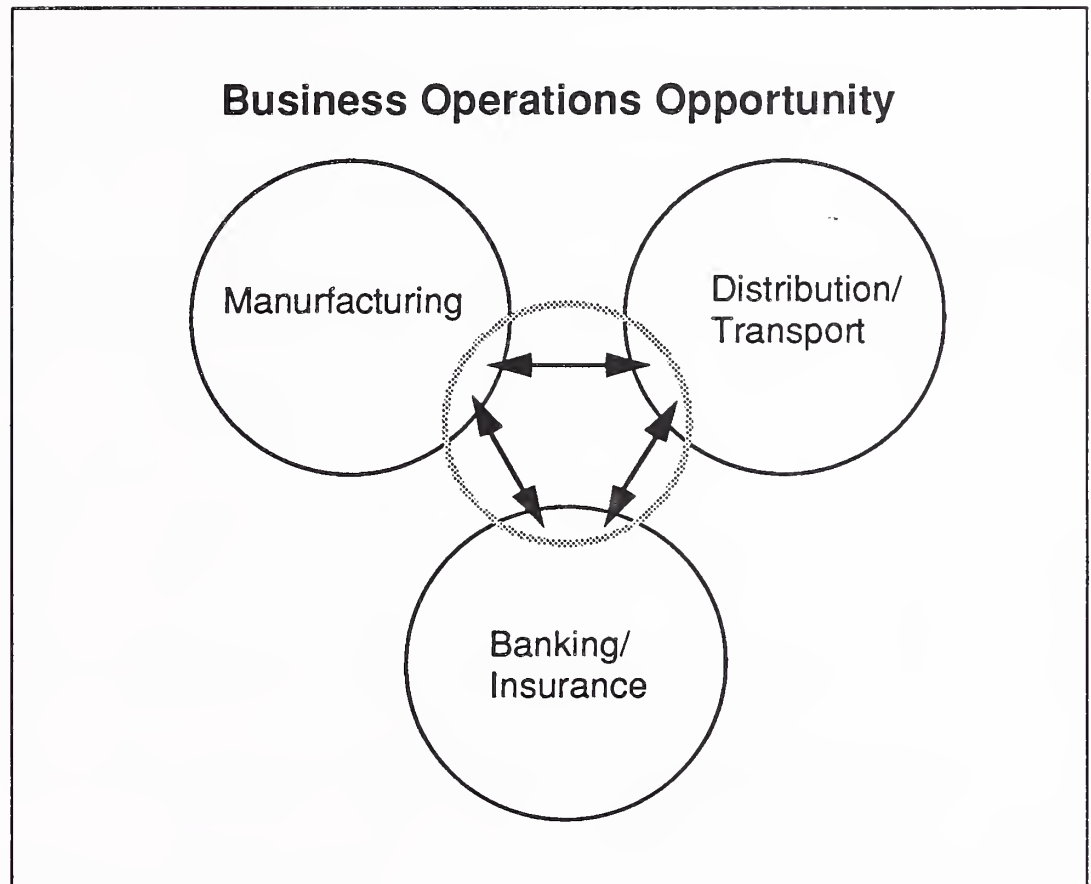 Business Operations Opportunity
Manurfacturing
Distribution/
Transport
Banking/
Insurance